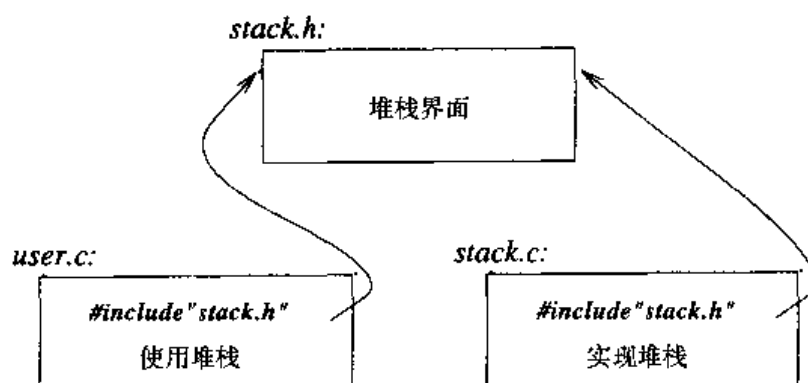 stack.h:
堆栈界面
user.c:
#include"stack.h"
使用堆栈
stack.c:
#include"stack.h"
实现堆栈